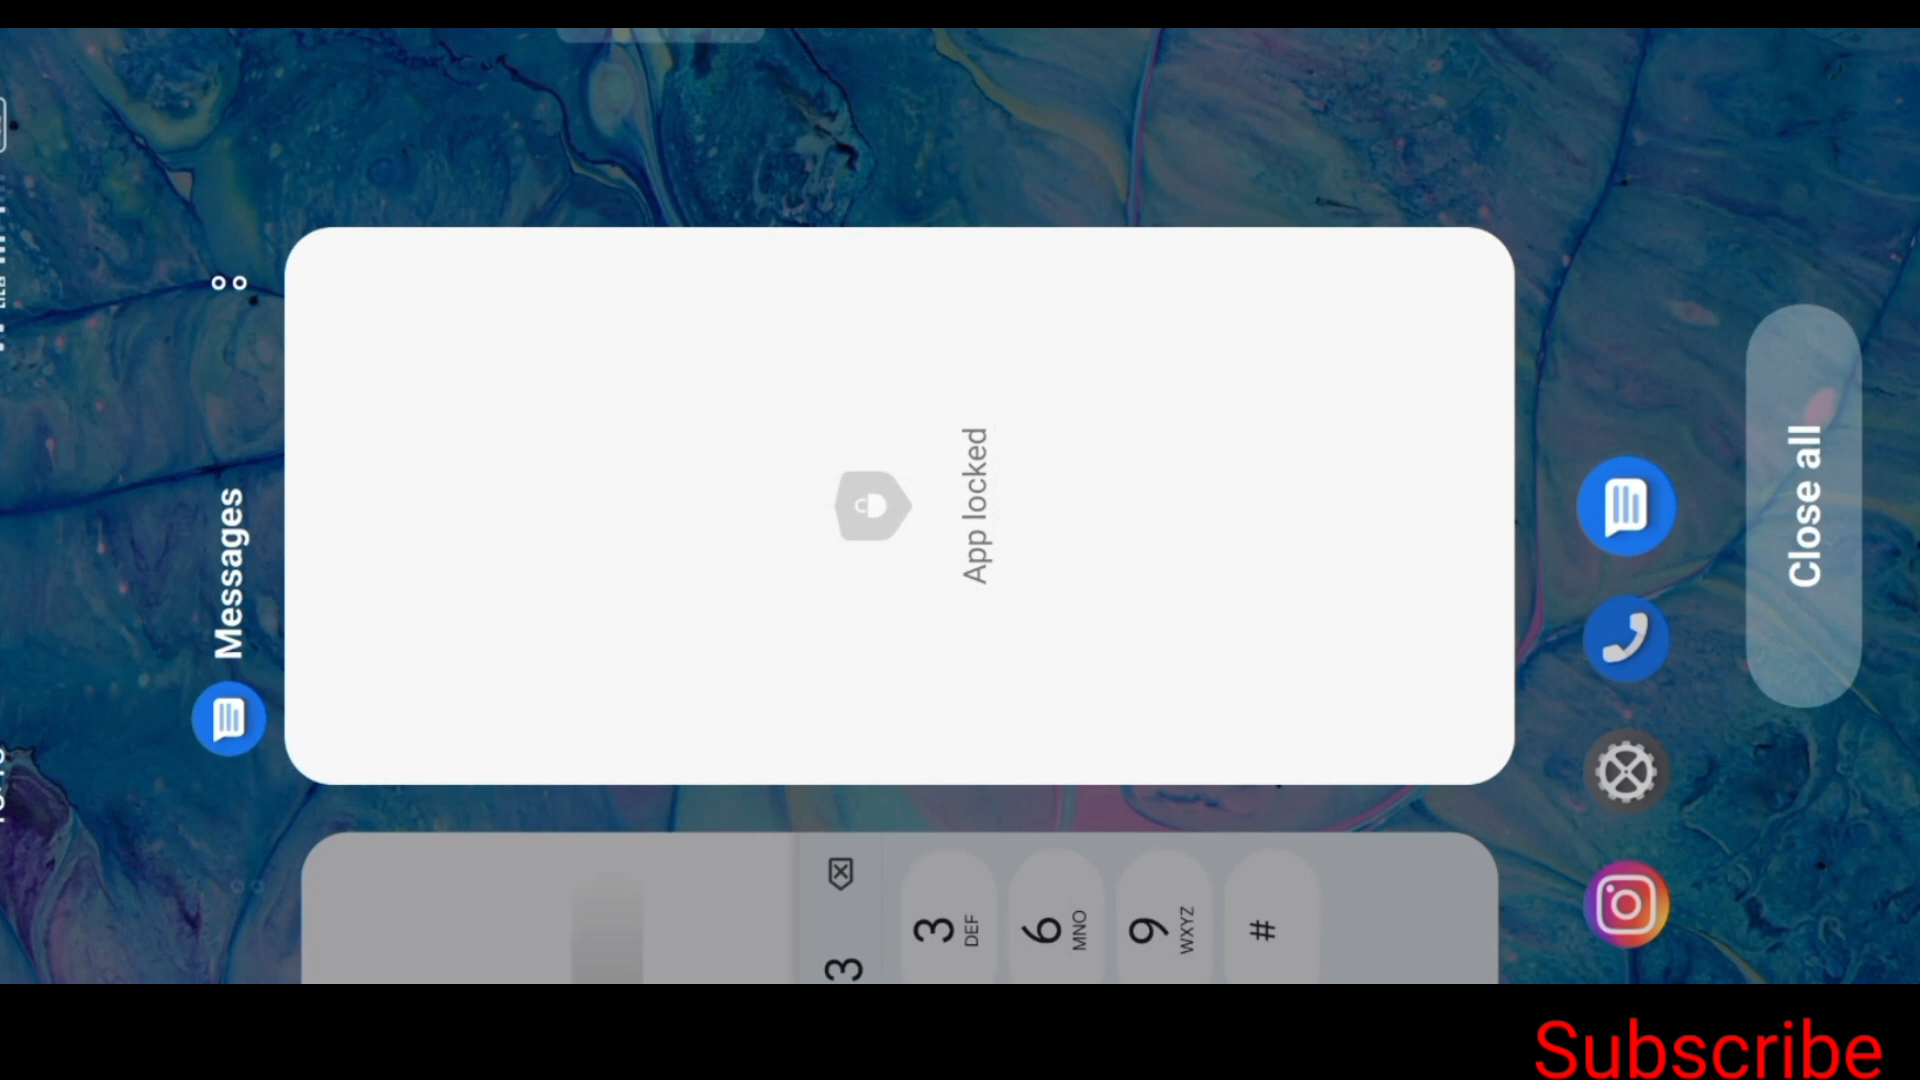 Messages
App locked
3
3
DEF
6
MNO
9
WXYZ
#
Close all
Subscribe